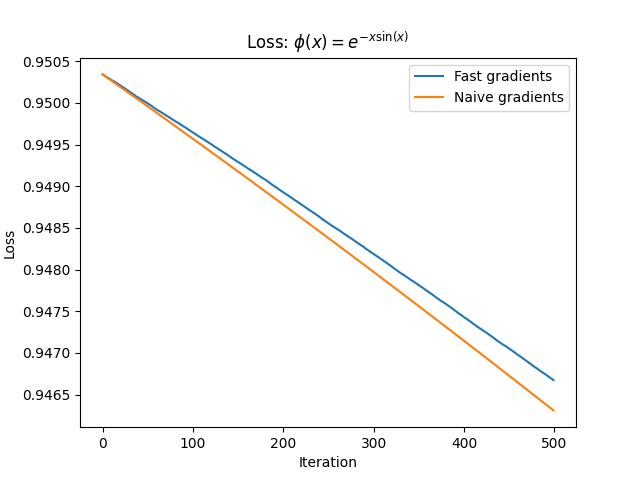 Loss: $\phi(x) = e^{-x\sin(x)}$
Fast gradients
Naive gradients
0.9505
0.9500
0.9495
0.9490
0.9485
0.9480
0.9475
0.9470
0.9465
Loss
0 100 200 300 400 500
Iteration